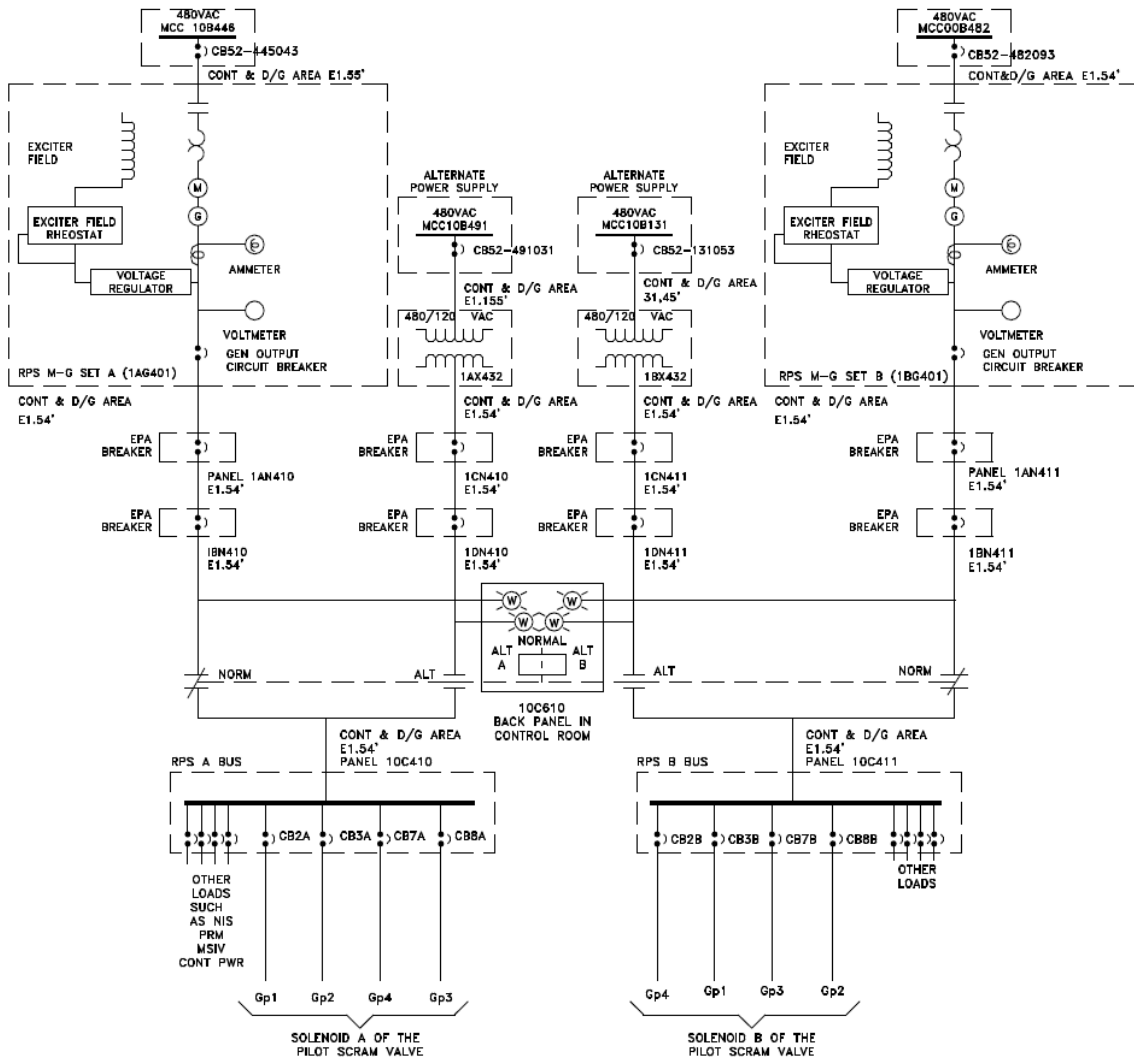 480VAC
MCC 10B446
CB52-445043
CONT & D/G AREA E1.55'
EXCITER
FIELD
M
G
EXCITER FIELD
RHEOSTAT
VOLTAGE
REGULATOR
AMMETER
VOLTMETER
GEN OUTPUT
CIRCUIT BREAKER
RPS M-G SET A (1AG401)
CONT & D/G AREA
E1.54'
ALTERNATE
POWER SUPPLY
480VAC
MCC10B491
CB52-491031
CONT & D/G AREA
E1.155'
480/120 VAC
1AX432
CONT & D/G AREA
E1.54'
ALTERNATE
POWER SUPPLY
480VAC
MCC10B131
CB52-131053
CONT & D/G AREA
31,45'
480/120 VAC
1BX432
CONT & D/G AREA
E1.54'
480VAC
MCC00B482
CB52-482093
CONT&D/G AREA E1.54'
EXCITER
FIELD
M
G
EXCITER FIELD
RHEOSTAT
VOLTAGE
REGULATOR
AMMETER
VOLTMETER
GEN OUTPUT
CIRCUIT BREAKER
RPS M-G SET B (1BG401)
CONT & D/G AREA
E1.54'
EPA
BREAKER
PANEL 1AN410
E1.54'
EPA
BREAKER
1CN410
E1.54'
EPA
BREAKER
1CN411
E1.54'
EPA
BREAKER
PANEL 1AN411
E1.54'
EPA
BREAKER
IBN410
E1.54'
EPA
BREAKER
1DN410
E1.54'
EPA
BREAKER
1DN411
E1.54'
EPA
BREAKER
1BN411
E1.54'
W
W
W
W
NORMAL
ALT
A
ALT
B
NORM
ALT
ALT
NORM
10C610
BACK PANEL IN
CONTROL ROOM
CONT & D/G AREA
E1.54'
PANEL 10C410
RPS A BUS
CB2A
CB3A
CB7A
CB8A
OTHER
LOADS
SUCH
AS NIS
PRM
MSIV
CONT PWR
Gp1
Gp2
Gp4
Gp3
SOLENOID A OF THE
PILOT SCRAM VALVE
CONT & D/G AREA
E1.54'
PANEL 10C411
RPS B BUS
CB2B
CB3B
CB7B
CB8B
OTHER
LOADS
Gp4
Gp1
Gp3
Gp2
SOLENOID B OF THE
PILOT SCRAM VALVE